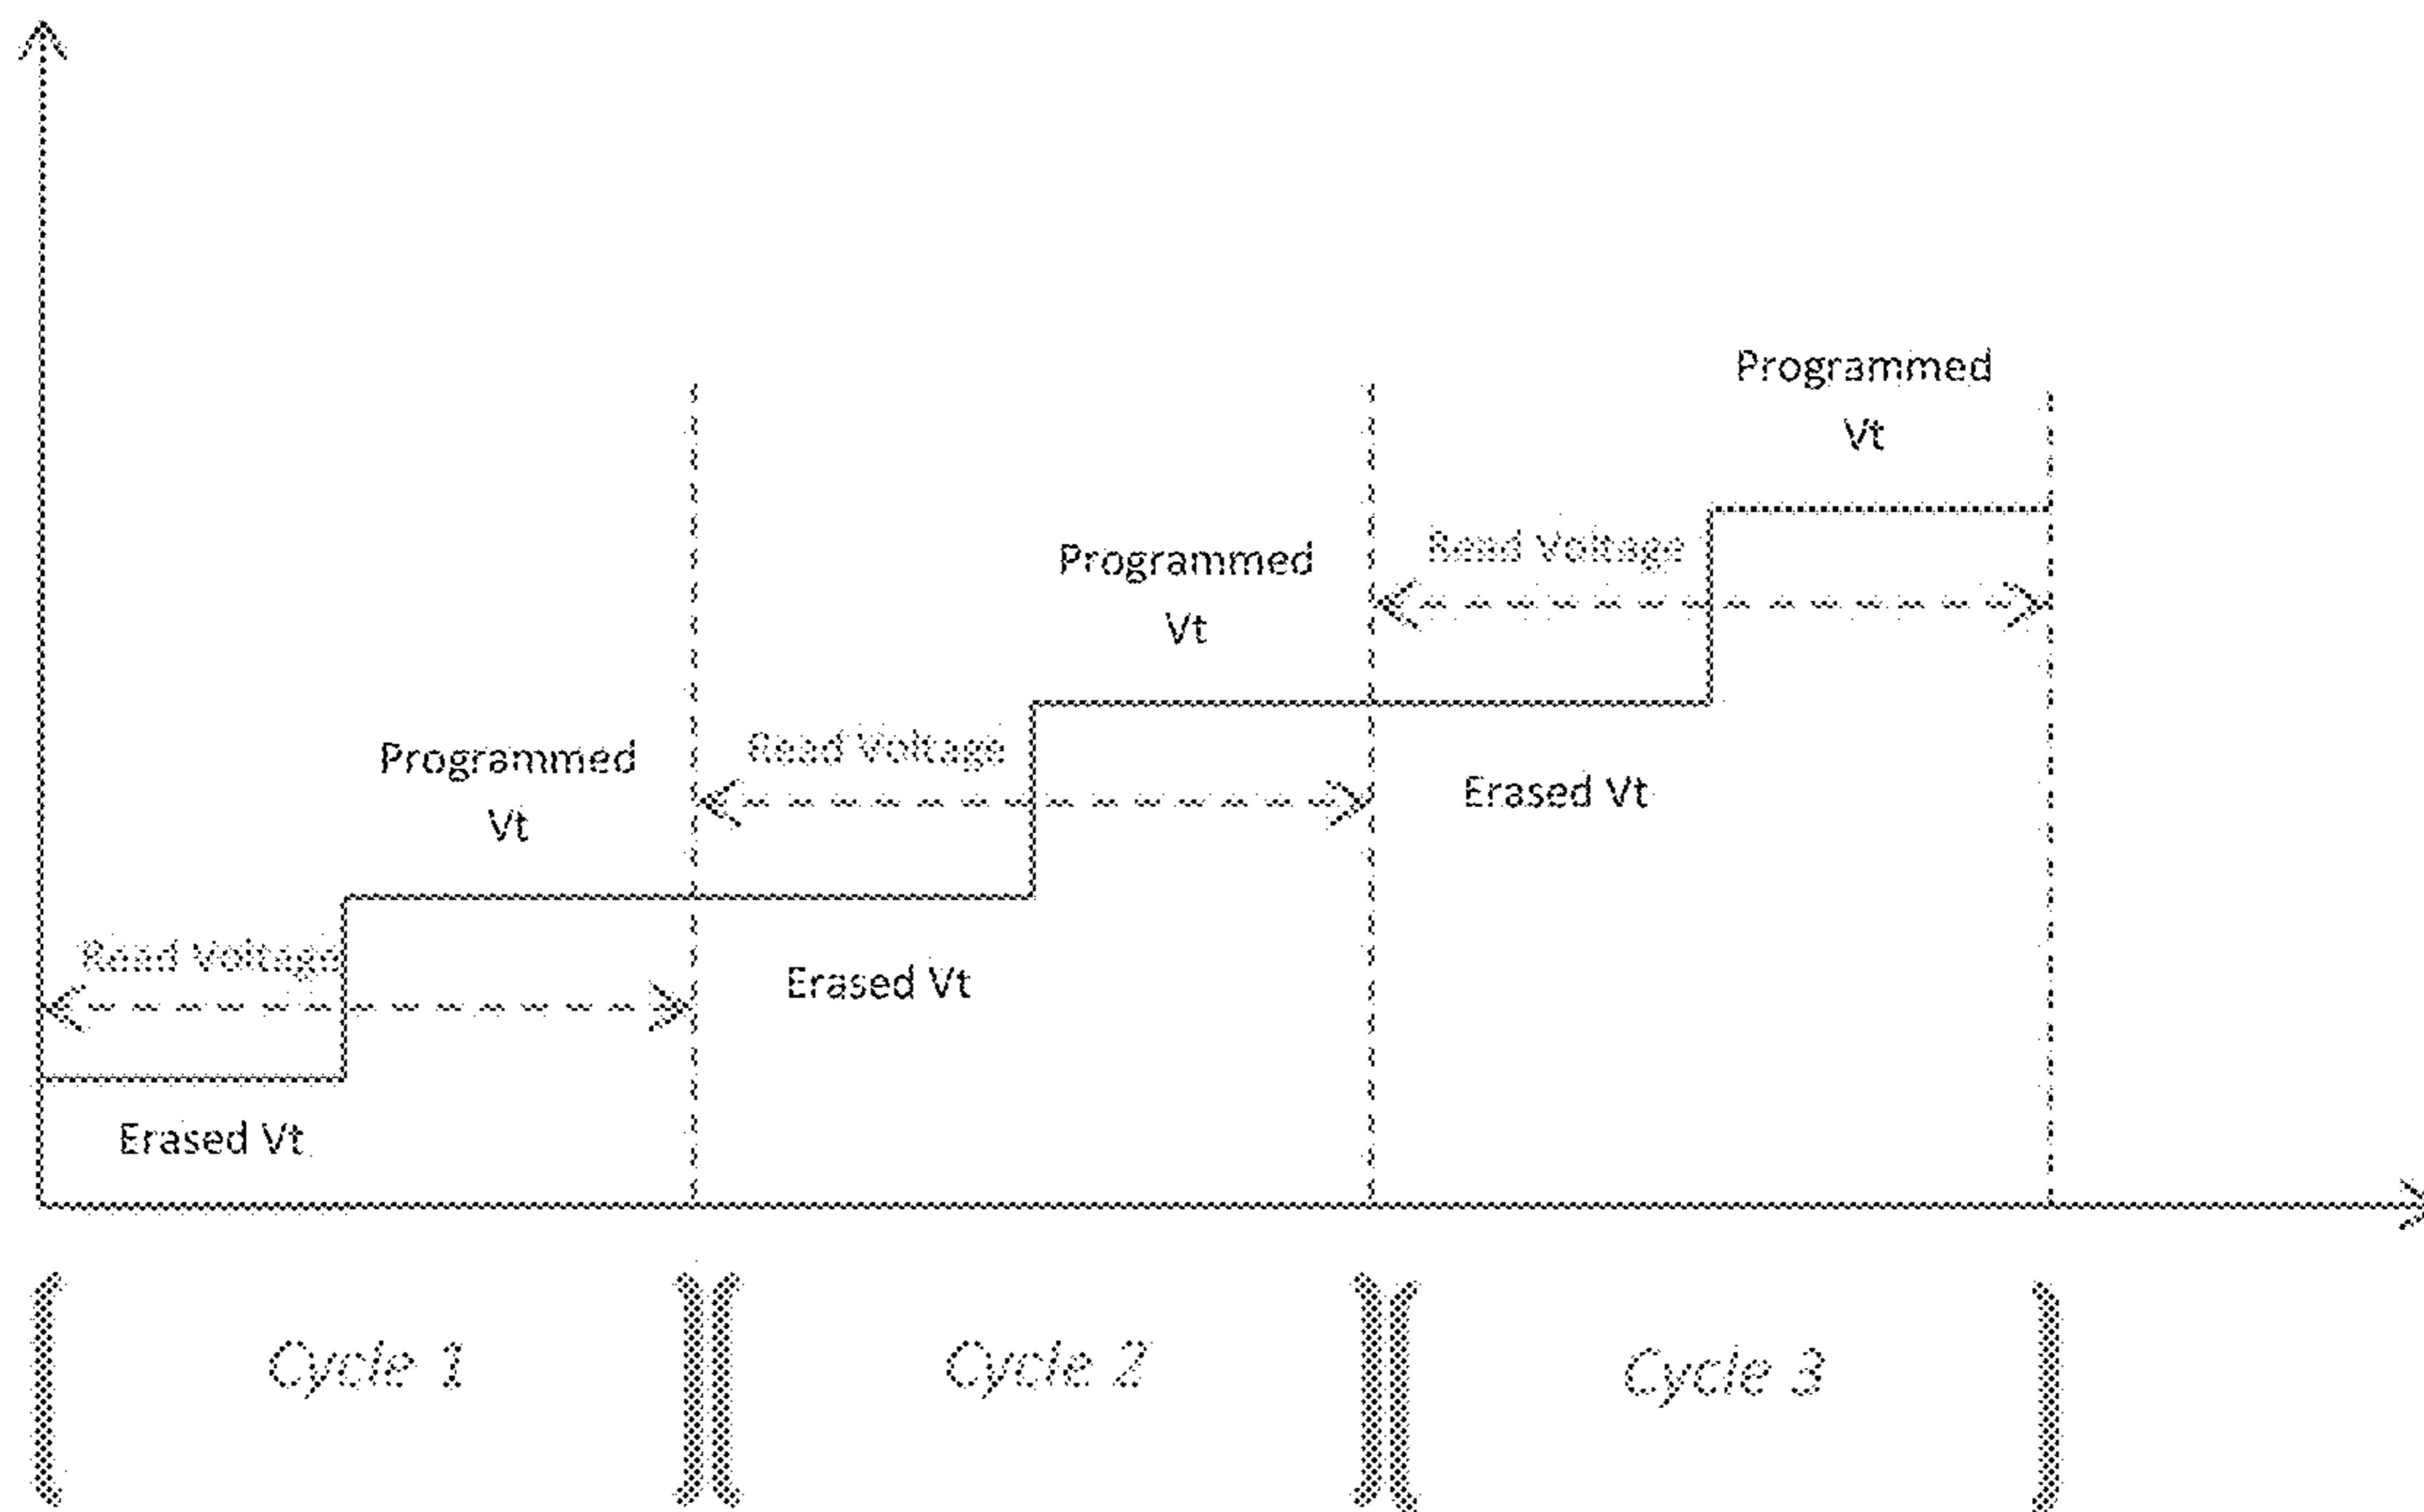 Programmed
Vt
Read Voltage
Programmed
Vt
Read Voltage
Programmed
Vt
Erased Vt
Read Voltage
Erased Vt
Erased Vt
Cycle 1
Cycle 2
Cycle 3